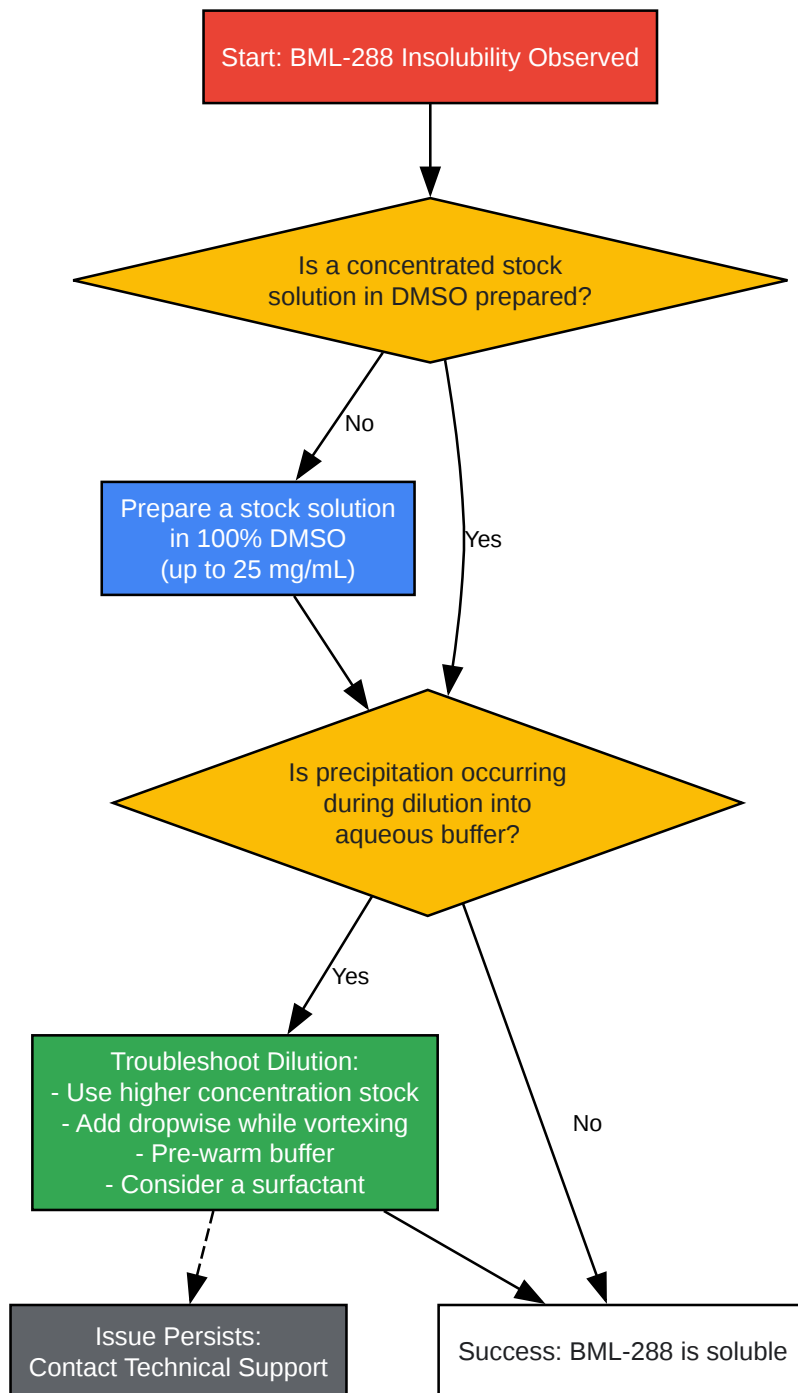 Start: BML-288 Insolubility Observed
Is a concentrated stock
solution in DMSO prepared?
No
Yes
Prepare a stock solution
in 100% DMSO
(up to 25 mg/mL)
Is precipitation occurring
during dilution into
aqueous buffer?
Yes
No
Troubleshoot Dilution:
- Use higher concentration stock
- Add dropwise while vortexing
- Pre-warm buffer
- Consider a surfactant
Issue Persists:
Contact Technical Support
Success: BML-288 is soluble